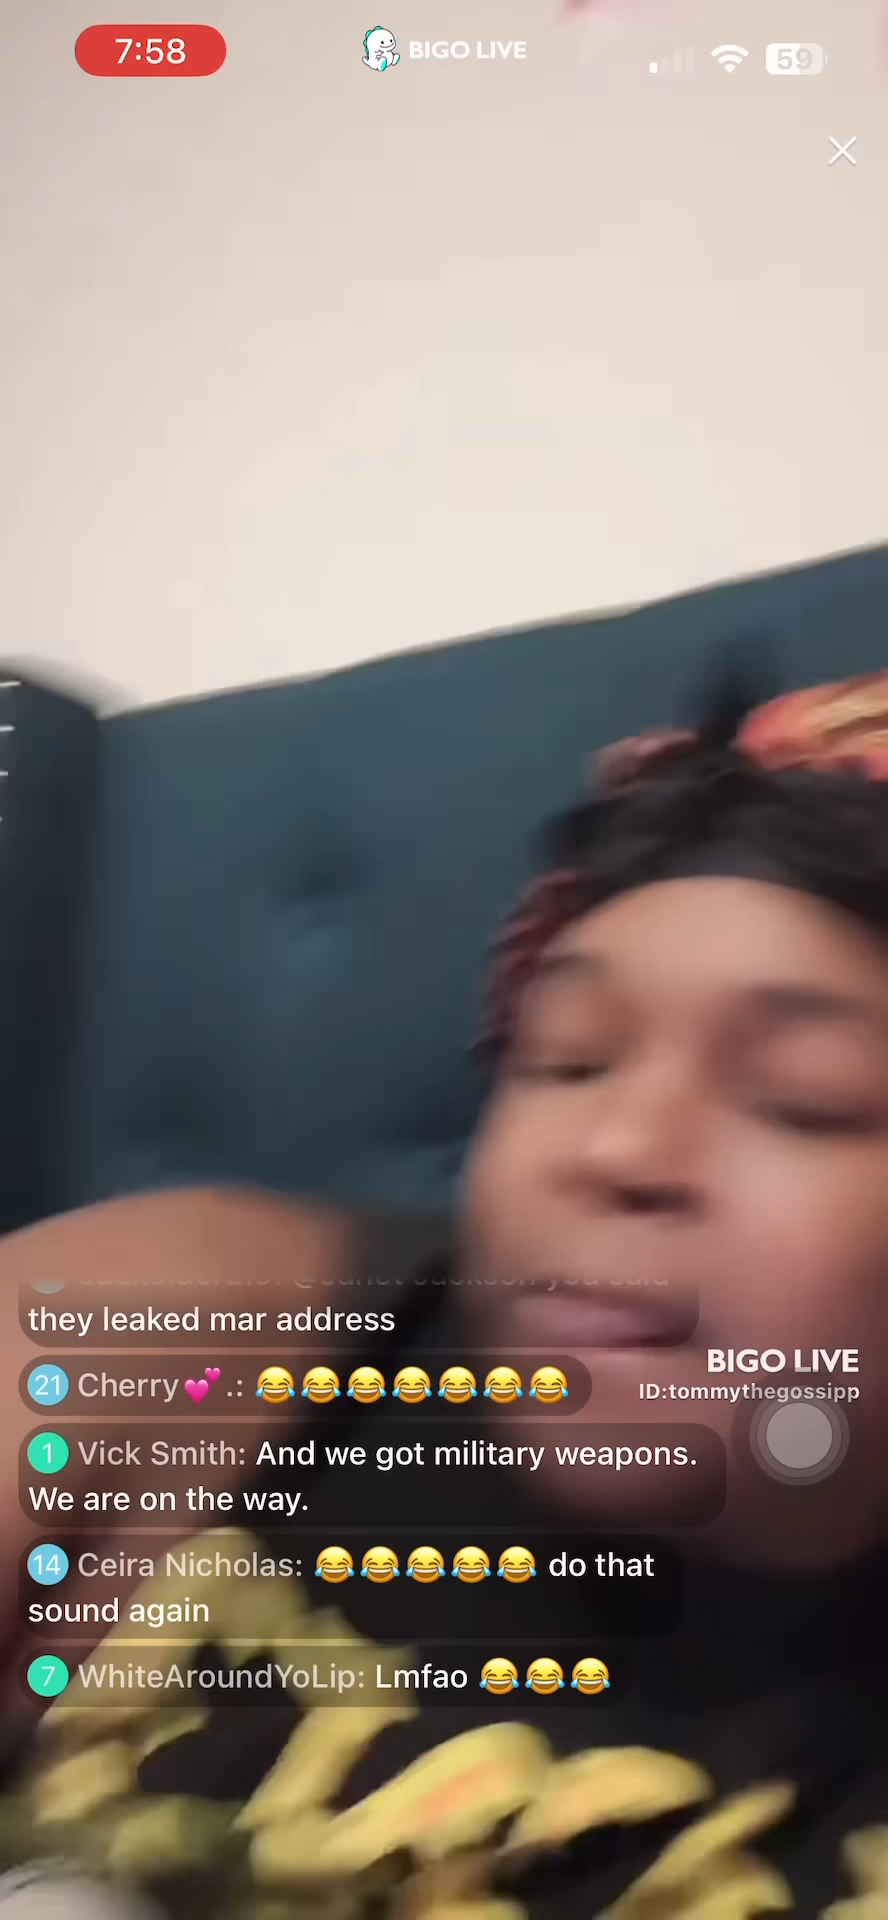 7:58
BIGO LIVE
59
they leaked mar address
21 Cherry💕.: 😂😂😂😂😂😂😂
BIGO LIVE
ID:tommythegossipp
1 Vick Smith: And we got military weapons.
We are on the way.
14 Ceira Nicholas: 😂😂😂😂😂 do that
sound again
7 WhiteAroundYoLip: Lmfao 😂😂😂